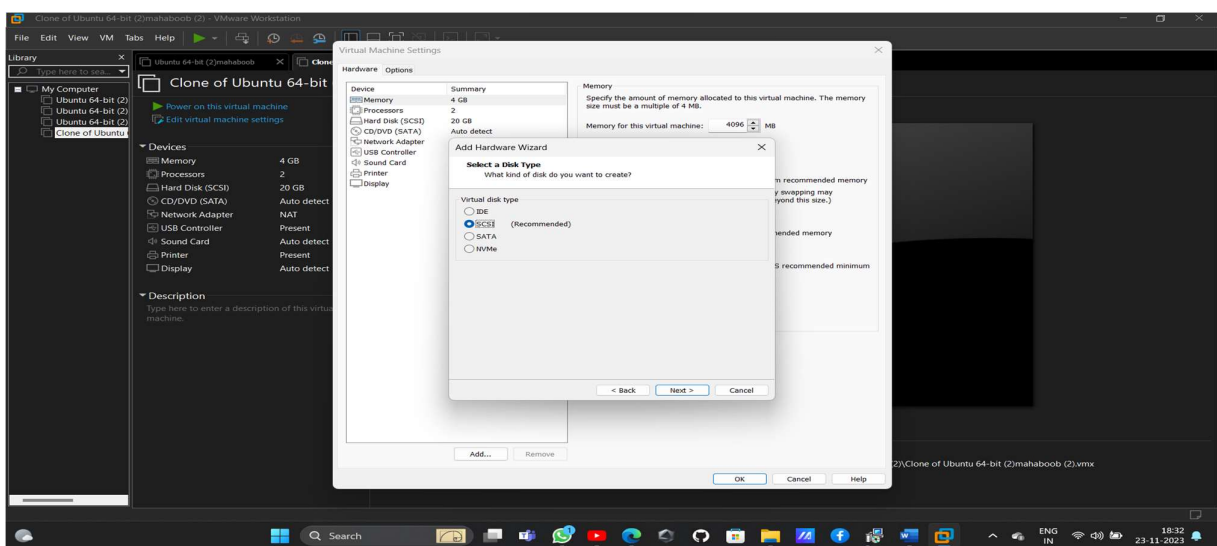 Clone of Ubuntu 64-bit (2)mahaboob (2) - VMware Workstation
File Edit View VM Tabs Help
Library
Type here to sea...
My Computer
Ubuntu 64-bit (2)
Ubuntu 64-bit (2)
Ubuntu 64-bit (2)
Clone of Ubuntu
Ubuntu 64-bit (2)mahaboob
Clone
Clone of Ubuntu 64-bit
Power on this virtual machine
Edit virtual machine settings
Devices
Memory 4 GB
Processors 2
Hard Disk (SCSI) 20 GB
CD/DVD (SATA) Auto detect
Network Adapter NAT
USB Controller Present
Sound Card Auto detect
Printer Present
Display Auto detect
Description
Type here to enter a description of this virtua
machine.
Virtual Machine Settings
Hardware Options
Device Summary
Memory 4 GB
Processors 2
Hard Disk (SCSI) 20 GB
CD/DVD (SATA) Auto detect
Network Adapter
USB Controller
Sound Card
Printer
Display
Add... Remove
Memory
Specify the amount of memory allocated to this virtual machine. The memory
size must be a multiple of 4 MB.
Memory for this virtual machine: 4096 MB
m recommended memory
y swapping may
yond this size.)
ended memory
S recommended minimum
Add Hardware Wizard
Select a Disk Type
What kind of disk do you want to create?
Virtual disk type
IDE
SCSI (Recommended)
SATA
NVMe
< Back Next > Cancel
OK Cancel Help
2)\Clone of Ubuntu 64-bit (2)mahaboob (2).vmx
Search
ENG
IN
18:32
23-11-2023